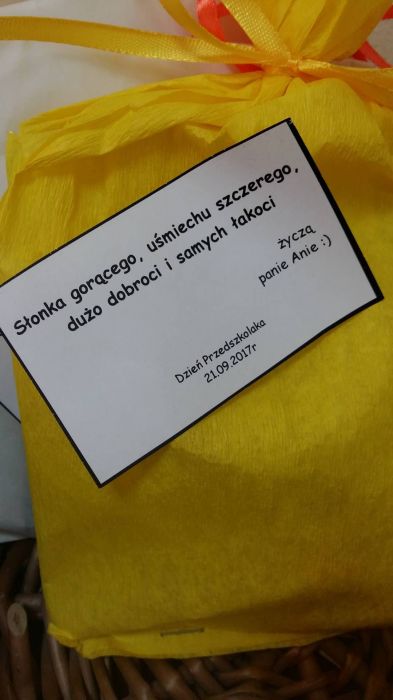 Słonka gorącego, uśmiechu szczerego,
dużo dobroci i samych łakoci
życzą
panie Anie :)
Dzień Przedszkolaka
21.09.2017r